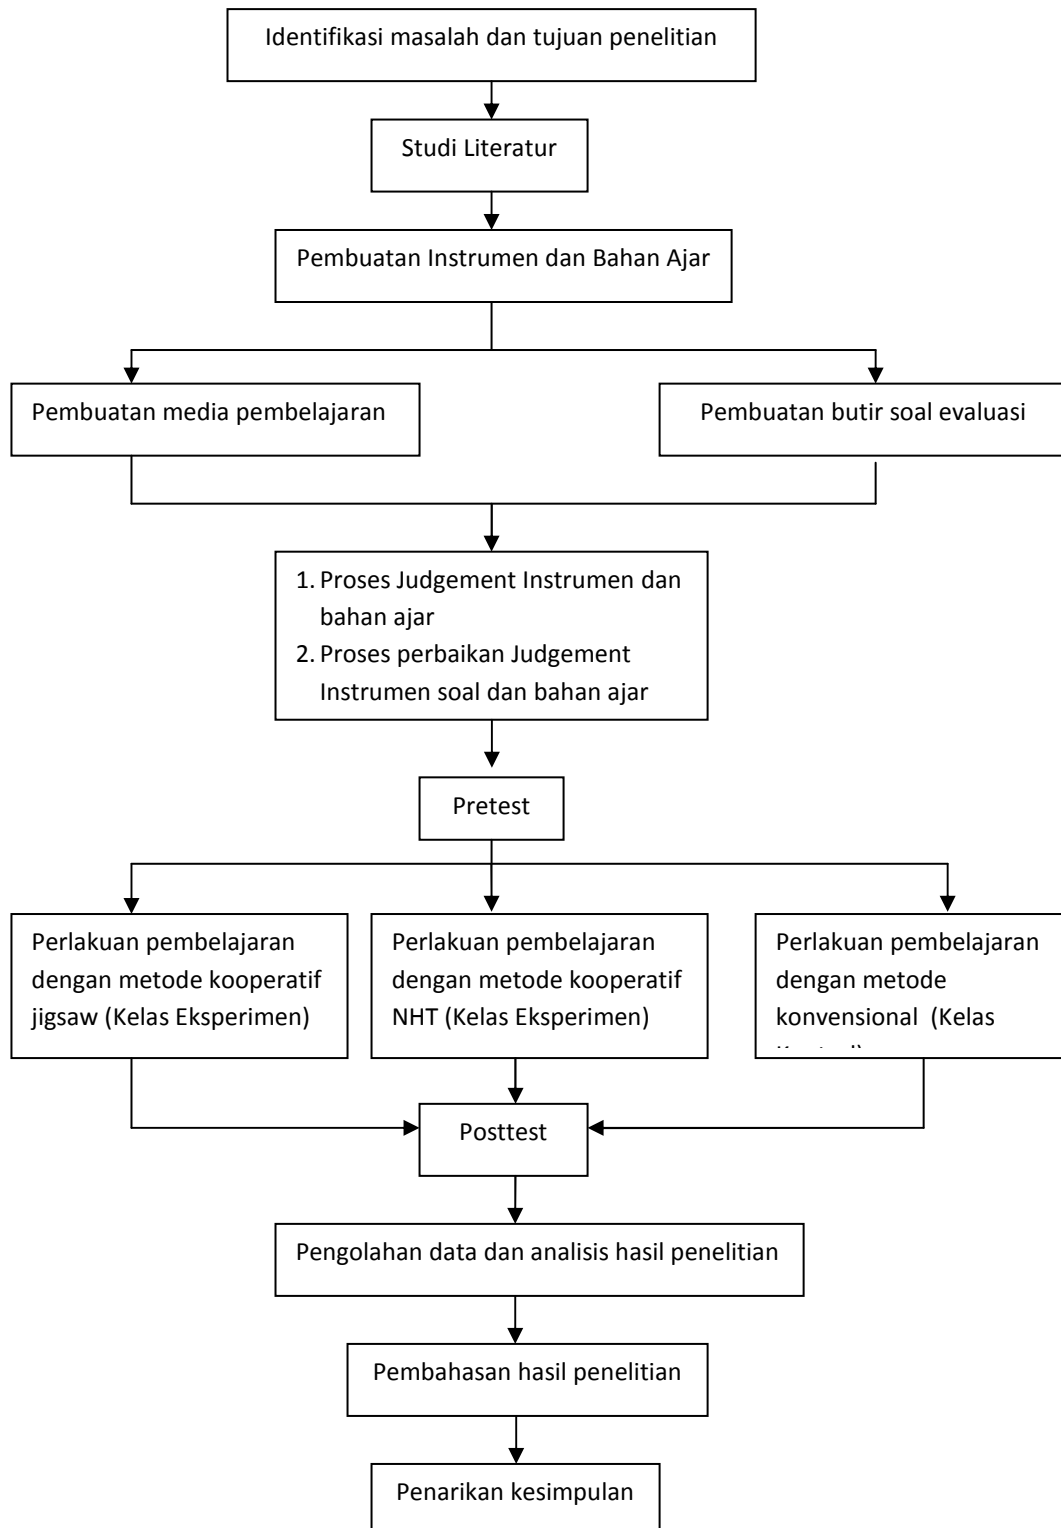 Identifikasi masalah dan tujuan penelitian
Studi Literatur
Pembuatan Instrumen dan Bahan Ajar
Pembuatan media pembelajaran
Pembuatan butir soal evaluasi
1. Proses Judgement Instrumen dan
bahan ajar
2. Proses perbaikan Judgement
Instrumen soal dan bahan ajar
Pretest
Perlakuan pembelajaran
dengan metode kooperatif
jigsaw (Kelas Eksperimen)
Perlakuan pembelajaran
dengan metode kooperatif
NHT (Kelas Eksperimen)
Perlakuan pembelajaran
dengan metode
konvensional (Kelas
Posttest
Pengolahan data dan analisis hasil penelitian
Pembahasan hasil penelitian
Penarikan kesimpulan